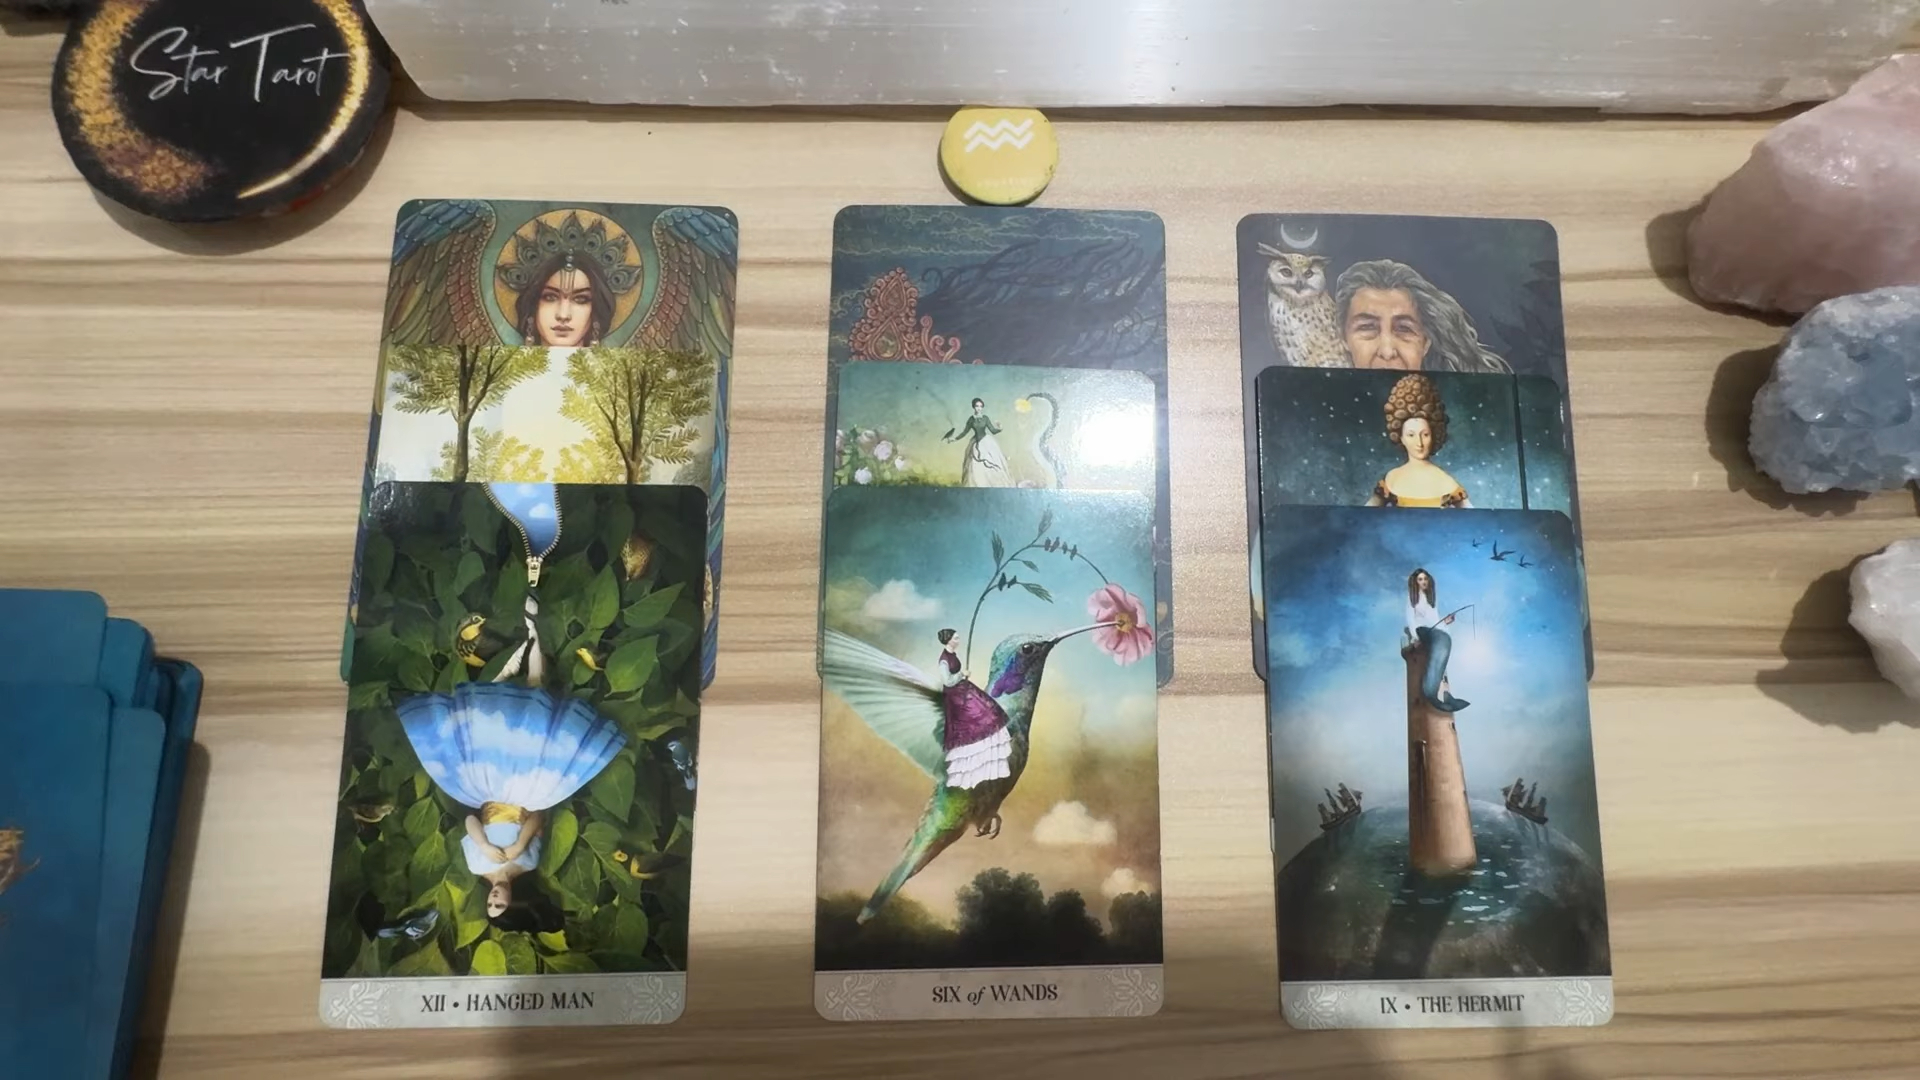 Star Tarot
XII • HANGED MAN
SIX of WANDS
IX • THE HERMIT